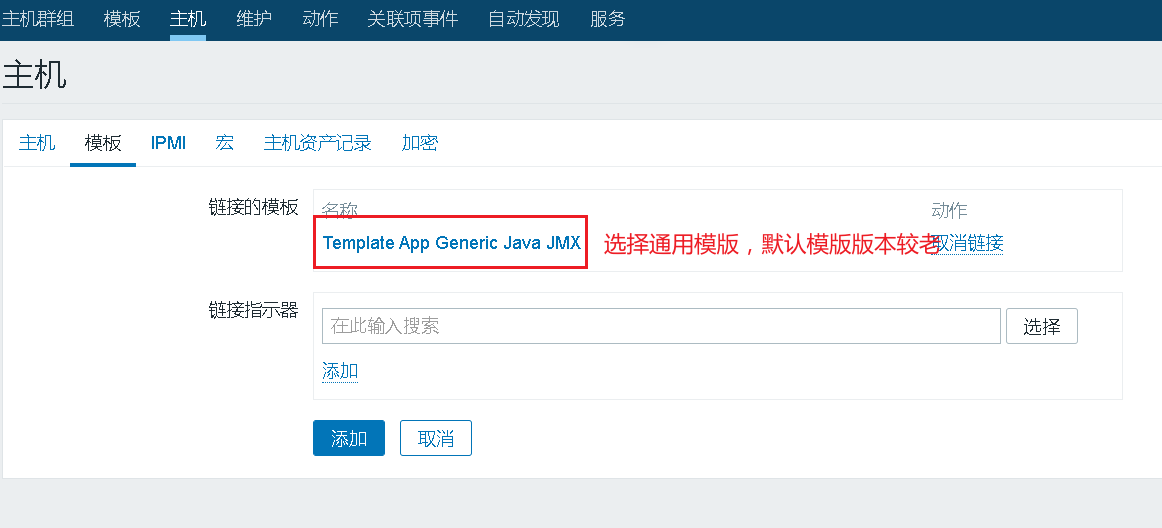 主机群组 模板 主机 维护 动作 关联项事件 自动发现 服务
主机
主机 模板 IPMI 宏 主机资产记录 加密
链接的模板 名称 动作
Template App Generic Java JMX 选择通用模版，默认模版版本较老 取消链接
链接指示器
在此输入搜索 选择
添加
添加 取消